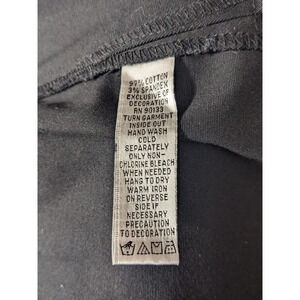 97% COTTON
3% SPANDEX
EXCLUSIVE OF
DECORATION
RN 90133
TURN GARMENT
INSIDE OUT
HAND WASH
COLD
SEPARATELY
ONLY NON-
CHLORINE BLEACH
WHEN NEEDED
HANG TO DRY
WARM IRON
ON REVERSE
SIDE IF
NECESSARY
PRECAUTION
TO DECORATION